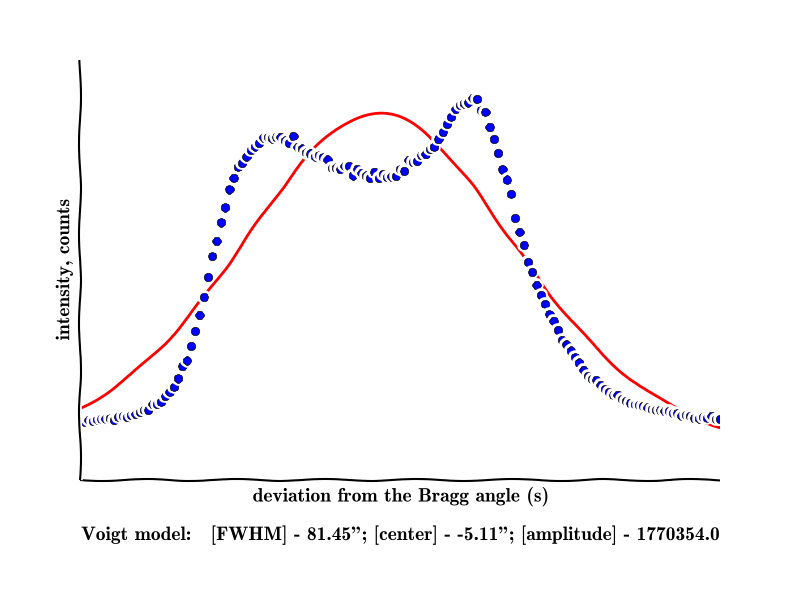 intensity, counts
deviation from the Bragg angle (s)
Voigt model: [FWHM] - 81.45”; [center] - -5.11”; [amplitude] - 1770354.0